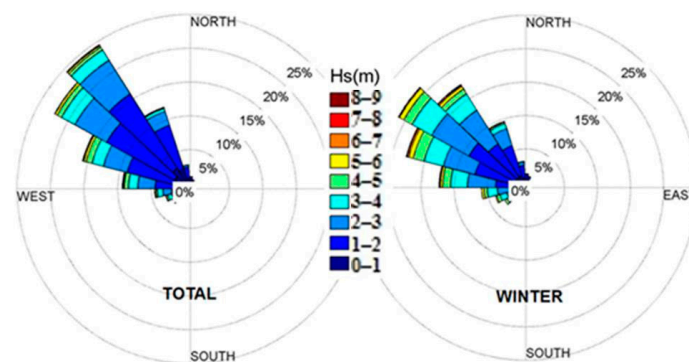 NORTH
25%
20%
15%
10%
5%
0%
WEST
TOTAL
SOUTH
Hs(m)
8–9
7–8
6–7
5–6
4–5
3–4
2–3
1–2
0–1
NORTH
25%
20%
15%
10%
5%
0%
EAS
WINTER
SOUTH